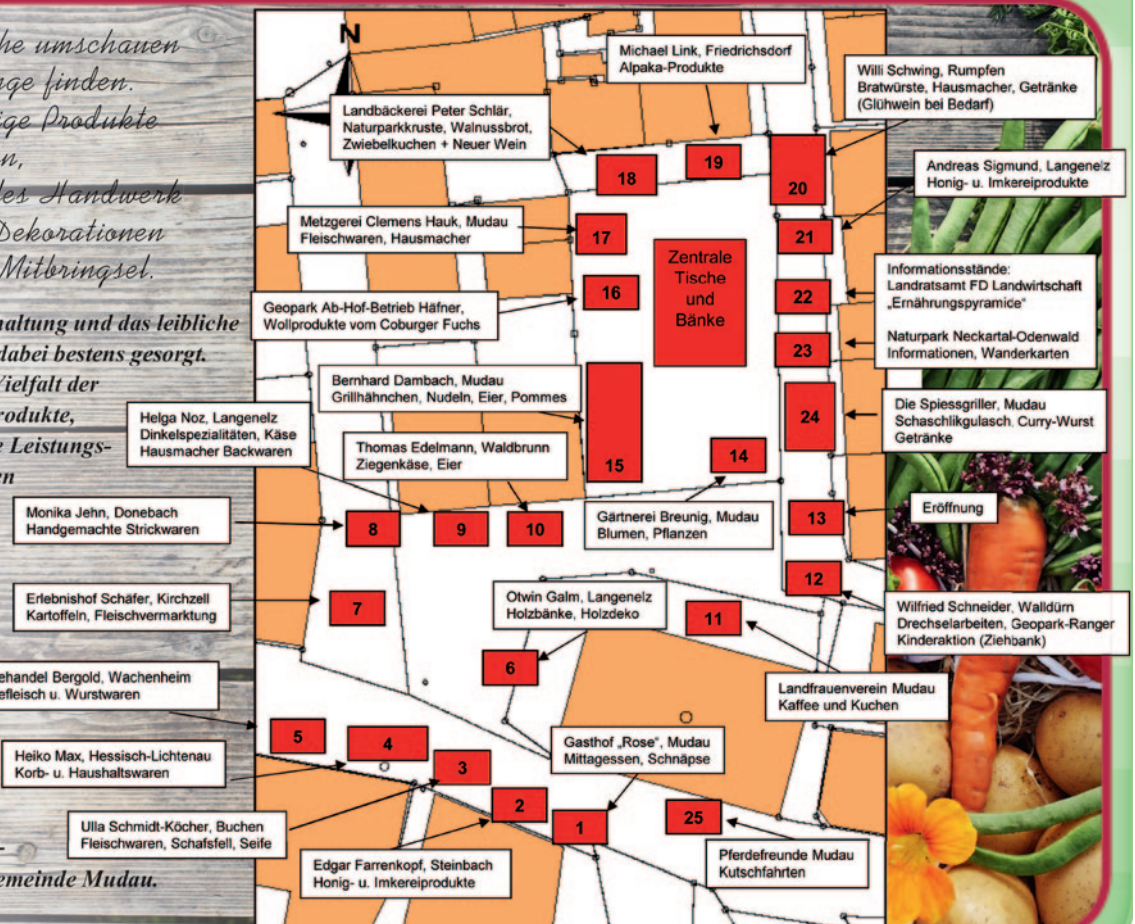 he umschauen
nge finden.
ige Produkte
n,
des Handwerk
Dekorationen
Mitbringsel.
haltung und das leibliche
dabei bestens gesorgt.
Vielfalt der
rodukte,
e Leistungs-
en
-
emeinde Mudau.
N
Michael Link, Friedrichsdorf
Alpaka-Produkte
Willi Schwing, Rumpfen
Bratwürste, Hausmacher, Getränke
(Glühwein bei Bedarf)
Landbäckerei Peter Schlär,
Naturparkkruste, Walnussbrot,
Zwiebelkuchen + Neuer Wein
18
19
20
Andreas Sigmund, Langenelz
Honig- u. Imkereiprodukte
Metzgerei Clemens Hauk, Mudau
Fleischwaren, Hausmacher
17
21
Zentrale
Tische
und
Bänke
Geopark Ab-Hof-Betrieb Häfner,
Wollprodukte vom Coburger Fuchs
16
22
23
Informationsstände:
Landratsamt FD Landwirtschaft
„Ernährungspyramice"
Naturpark Neckartal-Odenwald
Informationen, Wanderkarten
Bernhard Dambach, Mudau
Grillhähnchen, Nudeln, Eier, Pommes
15
24
Die Spiessgriller, Mudau
Schaschlikgulasch, Curry-Wurst
Getränke
Helga Noz, Langenelz
Dinkelspezialitäten, Käse
Hausmacher Backwaren
Thomas Edelmann, Waldbrunn
Ziegenkäse, Eier
14
Gärtnerei Breunig, Mudau
Blumen, Pflanzen
Monika Jehn, Donebach
Handgemachte Strickwaren
8
9
10
13
Eröffnung
Erlebnishof Schäfer, Kirchzell
Kartoffeln, Fleischvermarktung
7
Otwin Galm, Langenelz
Holzbänke, Holzdeko
11
12
Wilfried Schneider, Walldürn
Drechselarbeiten, Geopark-Ranger
Kinderaktion (Ziehbank)
6
ehandel Bergold, Wachenheim
efleisch u. Wurstwaren
Landfrauenverein Mudau
Kaffee und Kuchen
5
4
Heiko Max, Hessisch-Lichtenau
Korb- u. Haushaltswaren
3
Gasthof „Rose", Mudau
Mittagessen, Schnäpse
2
1
25
Ulla Schmidt-Köcher, Buchen
Fleischwaren, Schafsfell, Seife
Edgar Farrenkopf, Steinbach
Honig- u. Imkereiprodukte
Pferdefreunde Mudau
Kutschfahrten